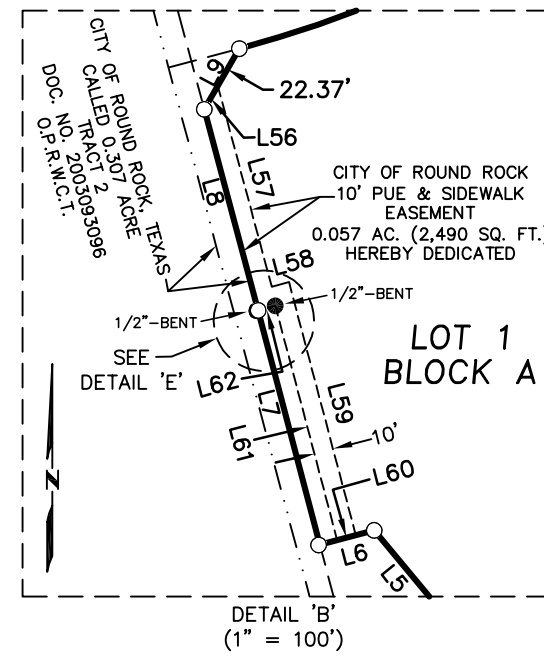 L9
22.37'
L56
CITY OF ROUND ROCK, TEXAS
CALLED 0.307 ACRE
TRACT 2
DOC. NO. 2003093096
O.P.R.W.C.T.
L57
L8
CITY OF ROUND ROCK
10' PUE & SIDEWALK
EASEMENT
0.057 AC. (2,490 SQ. FT.)
HEREBY DEDICATED
L58
1/2"-BENT
1/2"-BENT
LOT 1
BLOCK A
SEE
DETAIL 'E'
L62
L7
L59
L61
10'
L60
N
L6
L5
DETAIL 'B'
(1" = 100')